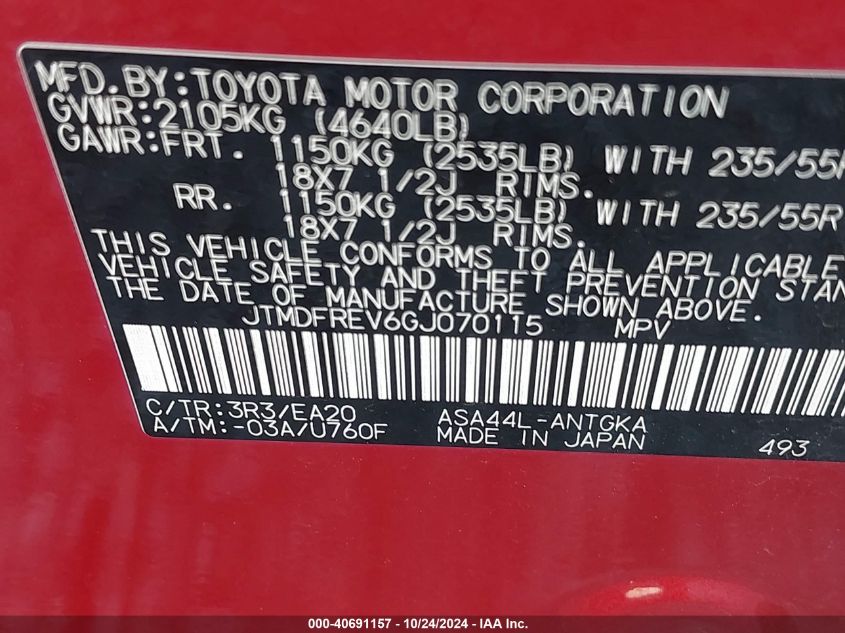 MFD. BY: TOYOTA MOTOR CORPORATION
GVWR: 2105KG (4640LB)
GAWR: FRT. 1150KG (2535LB) WITH 235/55R
18X7 1/2J RIMS.
RR. 1150KG (2535LB) WITH 235/55R
18X7 1/2J RIMS.
THIS VEHICLE CONFORMS TO ALL APPLICABLE
VEHICLE SAFETY AND THEFT PREVENTION STAN
THE DATE OF MANUFACTURE SHOWN ABOVE.
JTMDFREV6GJ070115 MPV
C/TR: 3R3/EA20 ASA44L-ANTGKA
A/TM: -03A/U760F MADE IN JAPAN 493
000-40691157 - 10/24/2024 - IAA Inc.